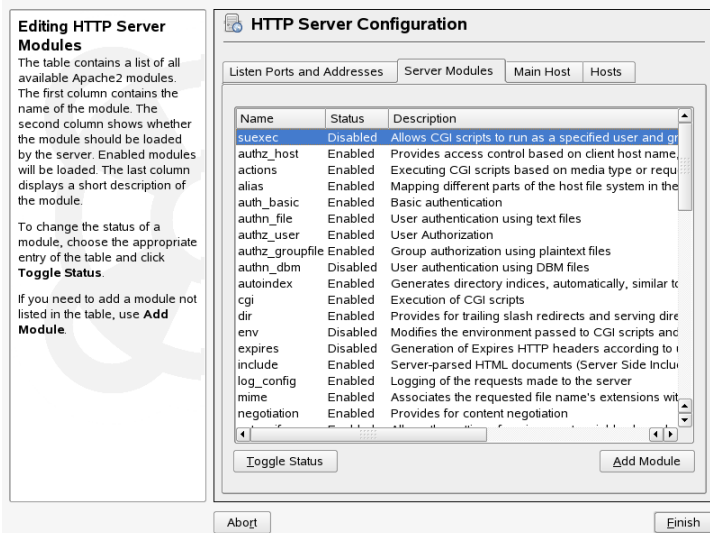 Editing HTTP Server
Modules
The table contains a list of all
available Apache2 modules.
The first column contains the
name of the module. The
second column shows whether
the module should be loaded
by the server. Enabled modules
will be loaded. The last column
displays a short description of
the module.
To change the status of a
module, choose the appropriate
entry of the table and click
Toggle Status.
If you need to add a module not
listed in the table, use Add
Module.
HTTP Server Configuration
Listen Ports and Addresses Server Modules Main Host Hosts
Name Status Description
suexec Disabled Allows CGI scripts to run as a specified user and gr
authz_host Enabled Provides access control based on client host name,
actions Enabled Executing CGI scripts based on media type or requ
alias Enabled Mapping different parts of the host file system in the
auth_basic Enabled Basic authentication
authn_file Enabled User authentication using text files
authz_user Enabled User Authorization
authz_groupfile Enabled Group authorization using plaintext files
authn_dbm Disabled User authentication using DBM files
autoindex Enabled Generates directory indices, automatically, similar to
cgi Enabled Execution of CGI scripts
dir Enabled Provides for trailing slash redirects and serving dire
env Disabled Modifies the environment passed to CGI scripts and
expires Disabled Generation of Expires HTTP headers according to
include Enabled Server-parsed HTML documents (Server Side Inclu
log_config Enabled Logging of the requests made to the server
mime Enabled Associates the requested file name's extensions wit
negotiation Enabled Provides for content negotiation
Toggle Status Add Module
Abort Finish